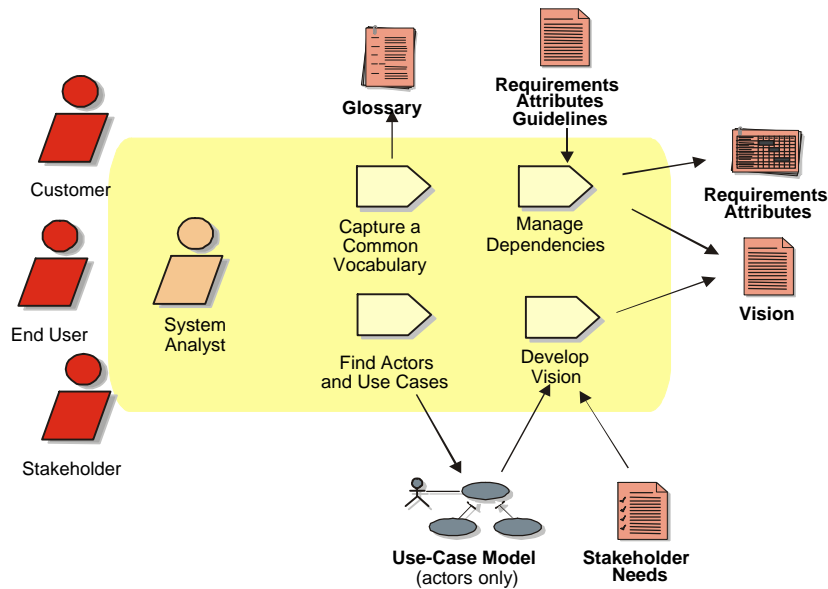 Glossary
Requirements
Attributes
Guidelines
Customer
Requirements
Attributes
Capture a
Common
Vocabulary
Manage
Dependencies
Vision
End User
System
Analyst
Find Actors
and Use Cases
Develop
Vision
Stakeholder
Use-Case Model
(actors only)
Stakeholder
Needs